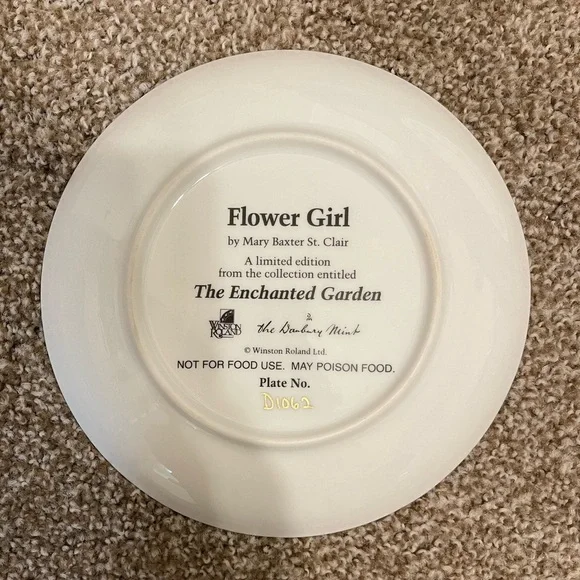 Flower Girl
by Mary Baxter St. Clair
A limited edition
from the collection entitled
The Enchanted Garden
&
WINSTON ROLAND
The Danbury Mint
© Winston Roland Ltd.
NOT FOR FOOD USE. MAY POISON FOOD.
Plate No.
D1062